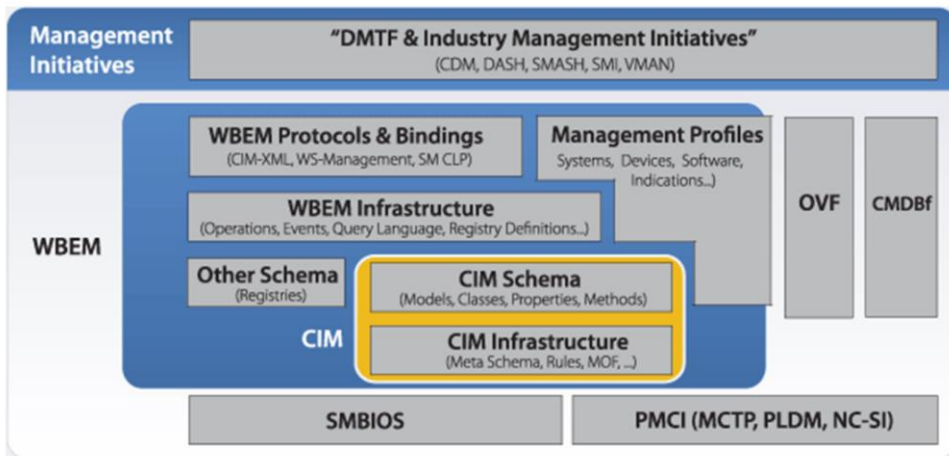 Management
Initiatives
“DMTF & Industry Management Initiatives”
(CDM, DASH, SMASH, SMI, VMAN)
WBEM
WBEM Protocols & Bindings
(CIM-XML, WS-Management, SM CLP)
Management Profiles
Systems, Devices, Software,
Indications...)
OVF
CMDBf
WBEM Infrastructure
(Operations, Events, Query Language, Registry Definitions...)
Other Schema
(Registries)
CIM
CIM Schema
(Models, Classes, Properties, Methods)
CIM Infrastructure
(Meta Schema, Rules, MOF, ...)
SMBIOS
PMCI (MCTP, PLDM, NC-SI)